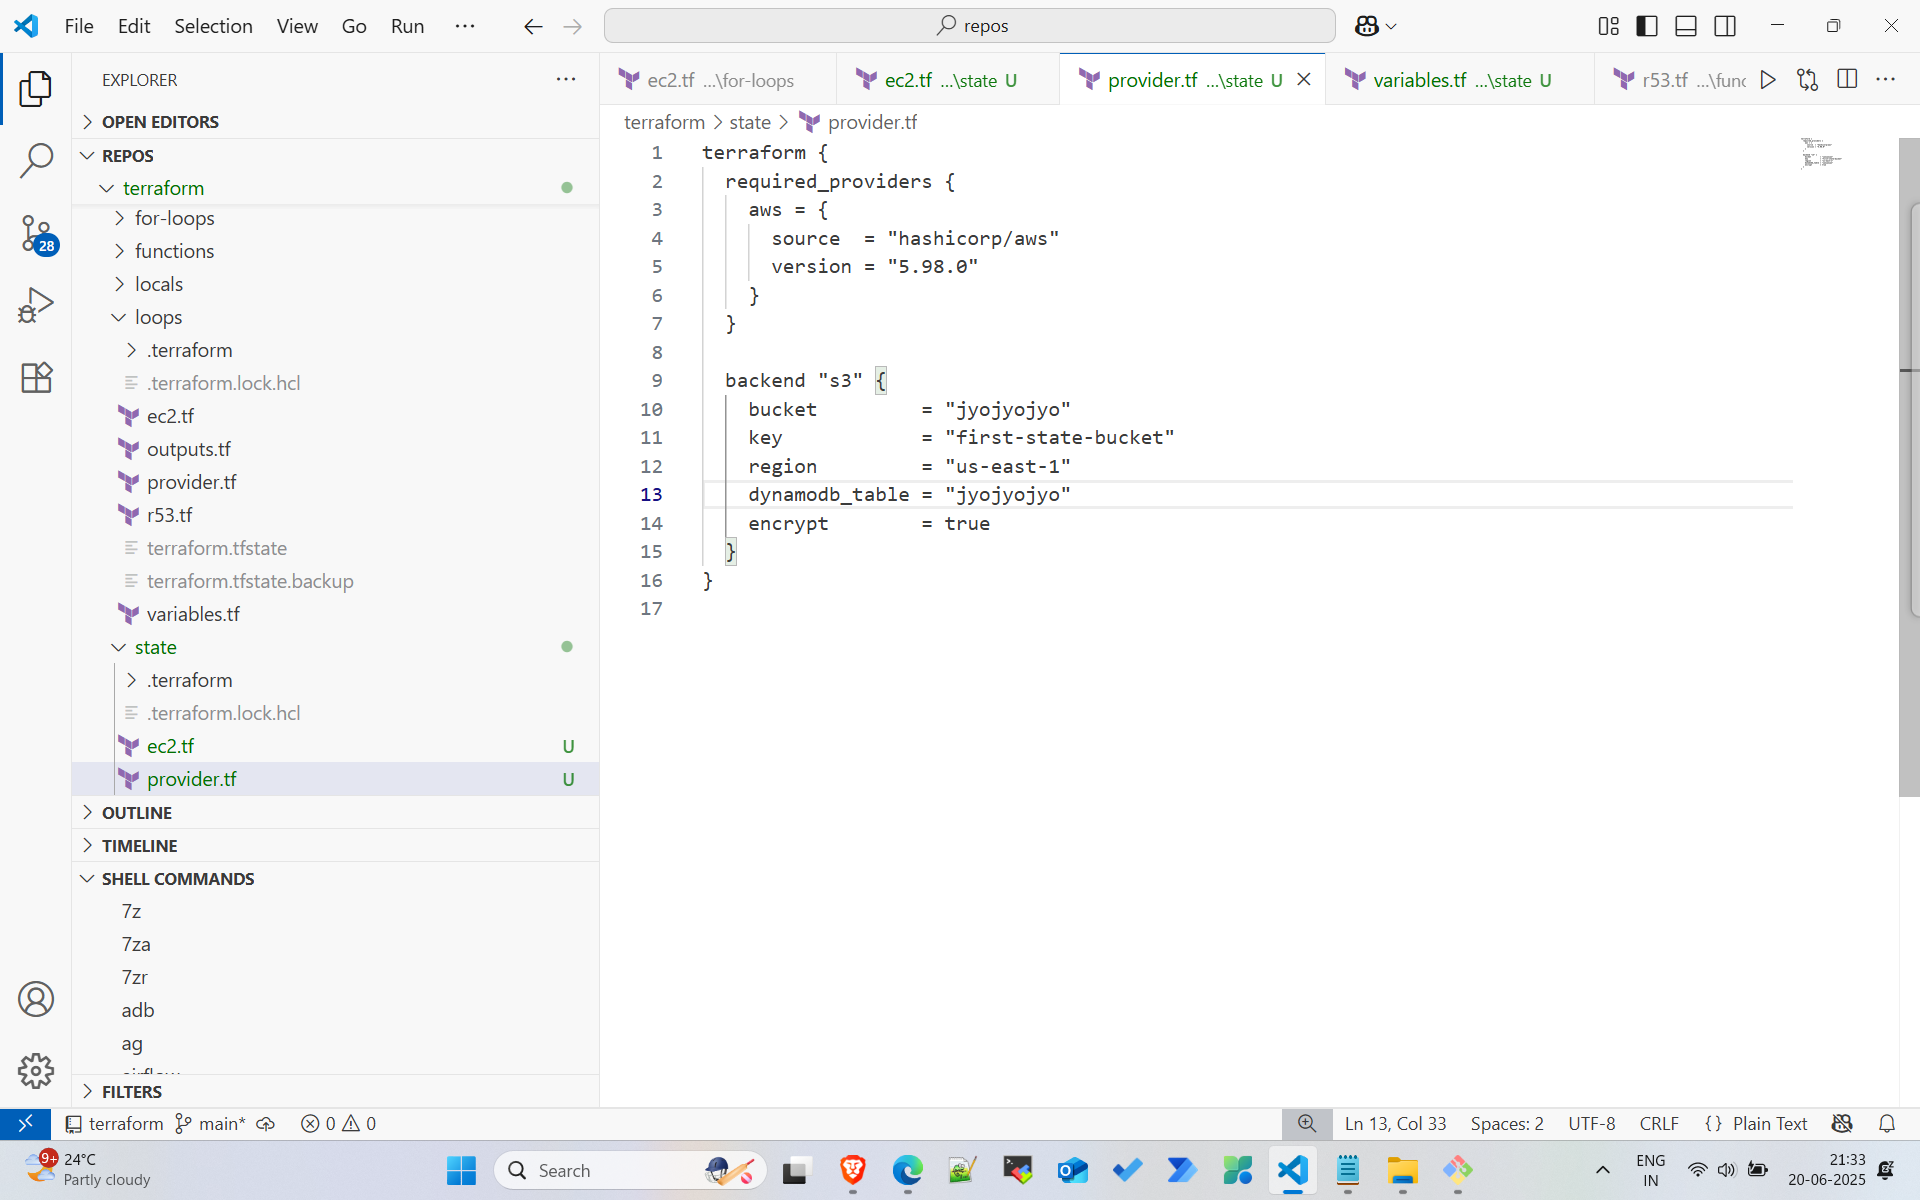 File Edit Selection View Go Run ···
repos
EXPLORER ···
OPEN EDITORS
REPOS
terraform
for-loops
functions
locals
loops
.terraform
.terraform.lock.hcl
ec2.tf
outputs.tf
provider.tf
r53.tf
terraform.tfstate
terraform.tfstate.backup
variables.tf
state
.terraform
.terraform.lock.hcl
ec2.tf U
provider.tf U
OUTLINE
TIMELINE
SHELL COMMANDS
7z
7za
7zr
adb
ag
FILTERS
28
ec2.tf ...\for-loops
ec2.tf ...\state U
provider.tf ...\state U
variables.tf ...\state U
r53.tf ...\func
terraform > state > provider.tf
1 terraform {
2 required_providers {
3 aws = {
4 source = "hashicorp/aws"
5 version = "5.98.0"
6 }
7 }
8
9 backend "s3" {
10 bucket = "jyojyojyo"
11 key = "first-state-bucket"
12 region = "us-east-1"
13 dynamodb_table = "jyojyojyo"
14 encrypt = true
15 }
16 }
17
terraform main* 0 0
Ln 13, Col 33 Spaces: 2 UTF-8 CRLF {} Plain Text
9+ 24°C
Partly cloudy
Search
ENG
IN
21:33
20-06-2025